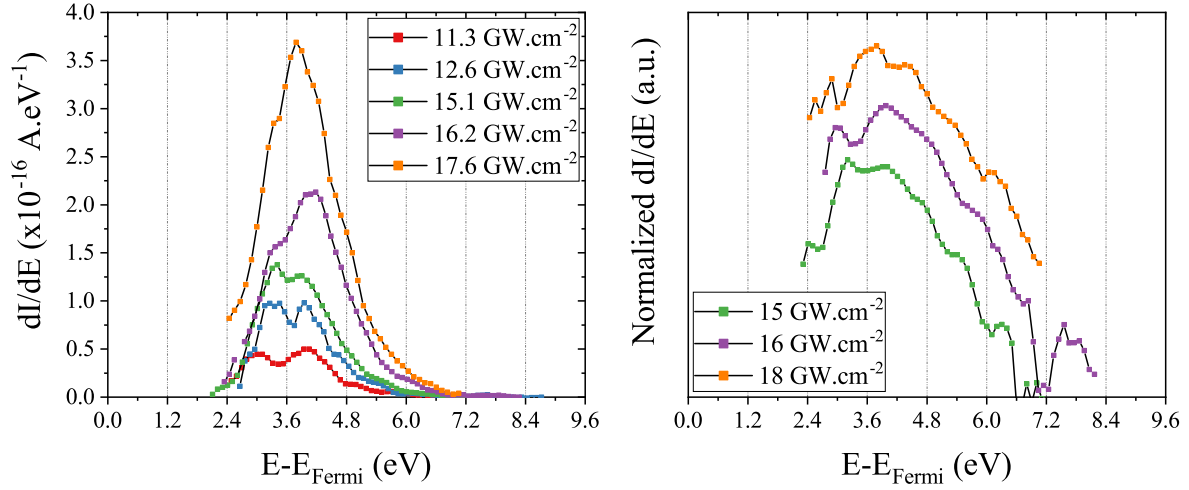 4.0
3.5
3.0
2.5
2.0
1.5
1.0
0.5
0.0
dI/dE (x10⁻¹⁶ A.eV⁻¹)
11.3 GW.cm⁻²
12.6 GW.cm⁻²
15.1 GW.cm⁻²
16.2 GW.cm⁻²
17.6 GW.cm⁻²
0.0 1.2 2.4 3.6 4.8 6.0 7.2 8.4 9.6
E-E_Fermi (eV)
Normalized dI/dE (a.u.)
15 GW.cm⁻²
16 GW.cm⁻²
18 GW.cm⁻²
0.0 1.2 2.4 3.6 4.8 6.0 7.2 8.4 9.6
E-E_Fermi (eV)